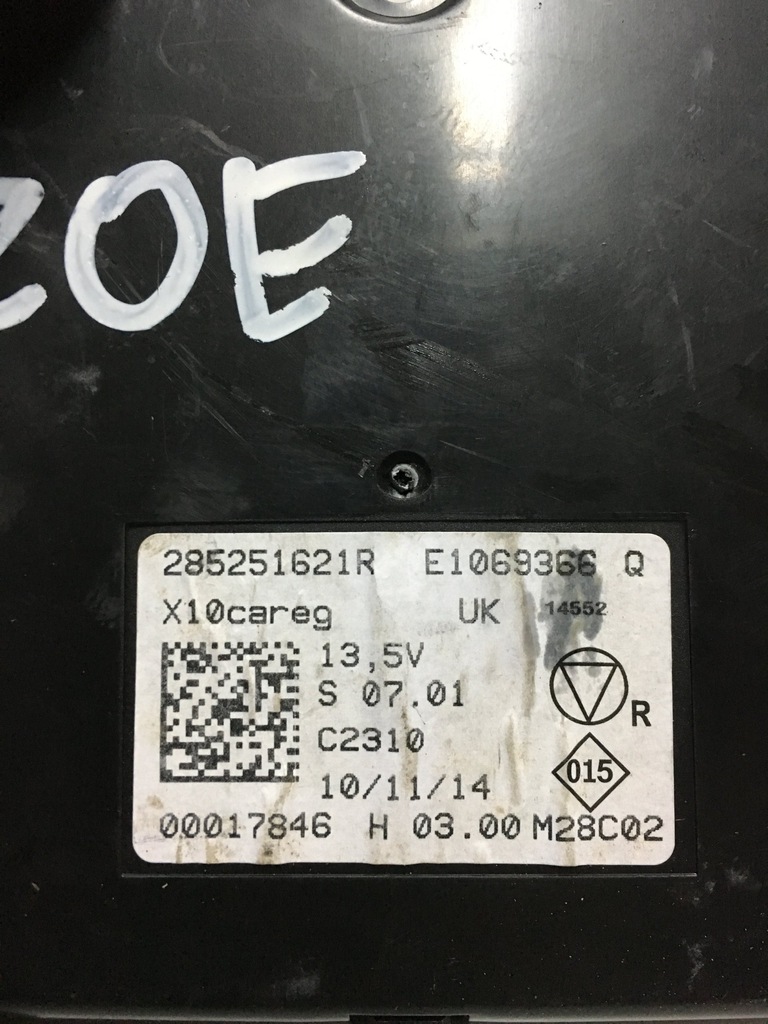 ZOE
285251621R E1069366 Q
X10careg UK 14552
13,5V
S 07.01
C2310
R
015
10/11/14
00017846 H 03.00 M28C02